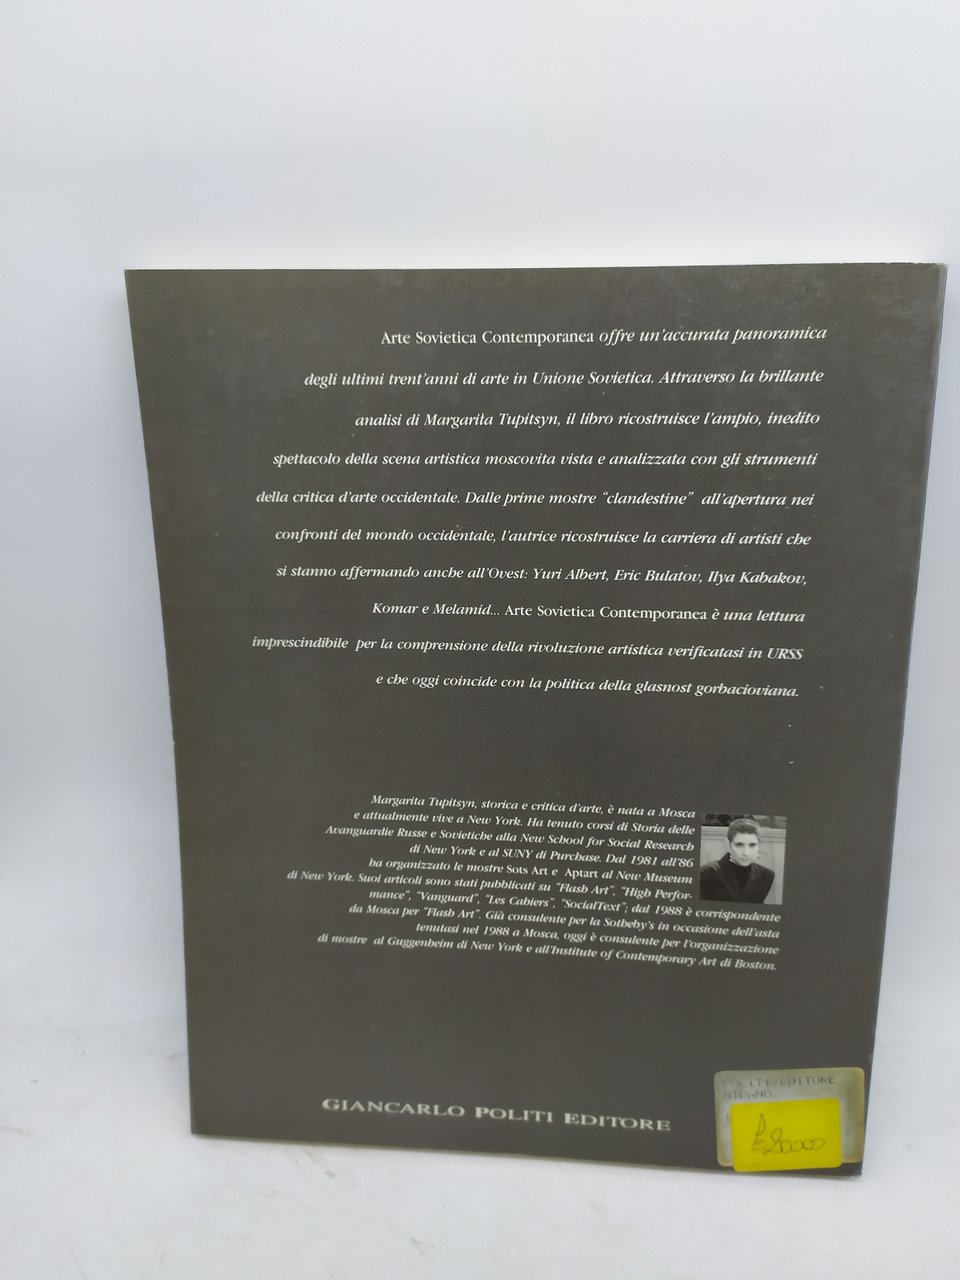 Arte Sovietica Contemporanea offre un'accurata panoramica
degli ultimi trent'anni di arte in Unione Sovietica. Attraverso la brillante
analisi di Margarita Tupitsyn, il libro ricostruisce l'ampio, inedito
spettacolo della scena artistica moscovita vista e analizzata con gli strumenti
della critica d'arte occidentale. Dalle prime mostre "clandestine" all'apertura nei
confronti del mondo occidentale, l'autrice ricostruisce la carriera di artisti che
si stanno affermando anche all'Ovest: Yuri Albert, Eric Bulatov, Ilya Kabakov,
Komar e Melamid... Arte Sovietica Contemporanea è una lettura
imprescindibile per la comprensione della rivoluzione artistica verificatasi in URSS
e che oggi coincide con la politica della glasnost gorbacioviana.
Margarita Tupitsyn, storica e critica d'arte, è nata a Mosca
e attualmente vive a New York. Ha tenuto corsi di Storia delle
Avanguardie Russe e Sovietiche alla New School for Social Research
di New York e al SUNY di Purchase. Dal 1981 all'86
ha organizzato le mostre Sots Art e Aptart al New Museum
di New York. Suoi articoli sono stati pubblicati su "Flash Art", "High Perfor-
mance", "Vanguard", "Les Cahiers", "SocialText"; dal 1988 è corrispondente
da Mosca per "Flash Art". Già consulente per la Sotheby's in occasione dell'asta
tenutasi nel 1988 a Mosca, oggi è consulente per l'organizzazione
di mostre al Guggenheim di New York e all'Institute of Contemporary Art di Boston.
GIANCARLO POLITI EDITORE
POLITI-EDITORE
MILANO
£20000